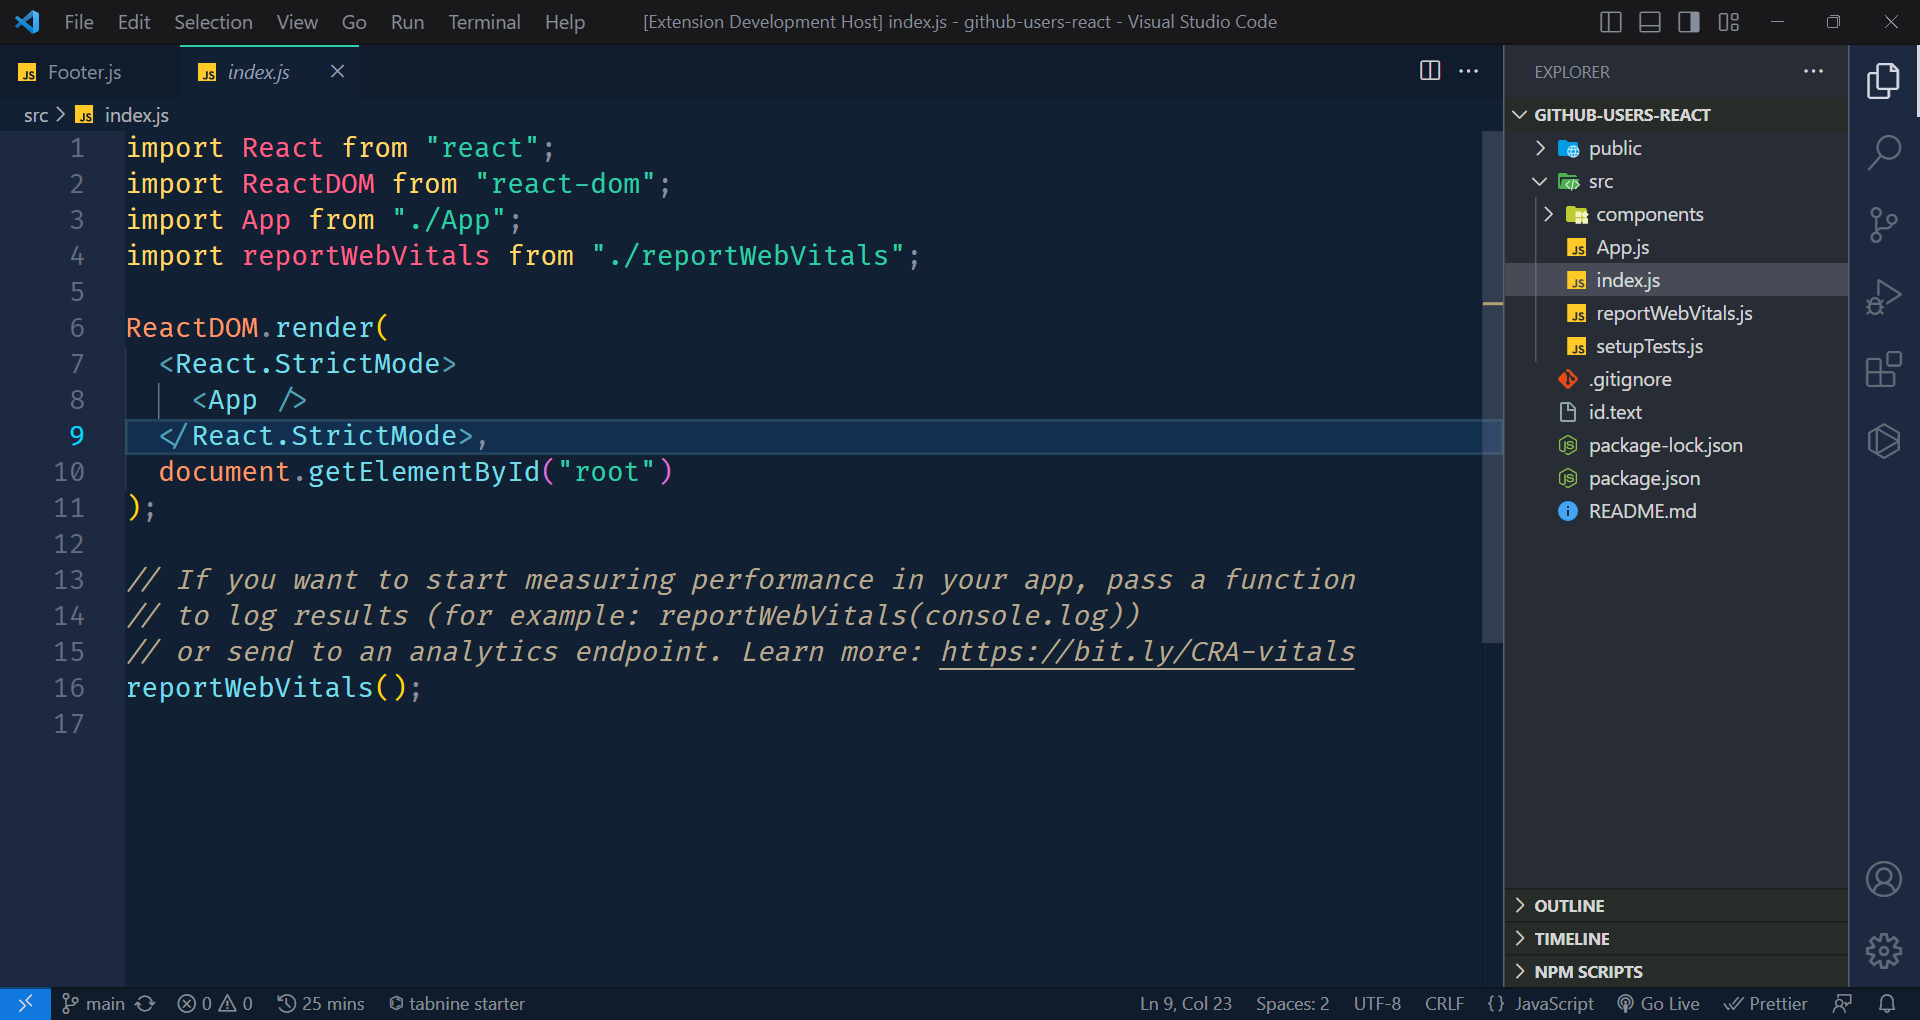 File Edit Selection View Go Run Terminal Help [Extension Development Host] index.js - github-users-react - Visual Studio Code
JS Footer.js JS index.js
src > JS index.js
1 import React from "react";
2 import ReactDOM from "react-dom";
3 import App from "./App";
4 import reportWebVitals from "./reportWebVitals";
5
6 ReactDOM.render(
7 <React.StrictMode>
8 <App />
9 </React.StrictMode>,
10 document.getElementById("root")
11 );
12
13 // If you want to start measuring performance in your app, pass a function
14 // to log results (for example: reportWebVitals(console.log))
15 // or send to an analytics endpoint. Learn more: https://bit.ly/CRA-vitals
16 reportWebVitals();
17
EXPLORER
GITHUB-USERS-REACT
public
src
components
JS App.js
JS index.js
JS reportWebVitals.js
JS setupTests.js
.gitignore
id.text
package-lock.json
package.json
README.md
OUTLINE
TIMELINE
NPM SCRIPTS
main 0 0 25 mins tabnine starter Ln 9, Col 23 Spaces: 2 UTF-8 CRLF {} JavaScript Go Live Prettier